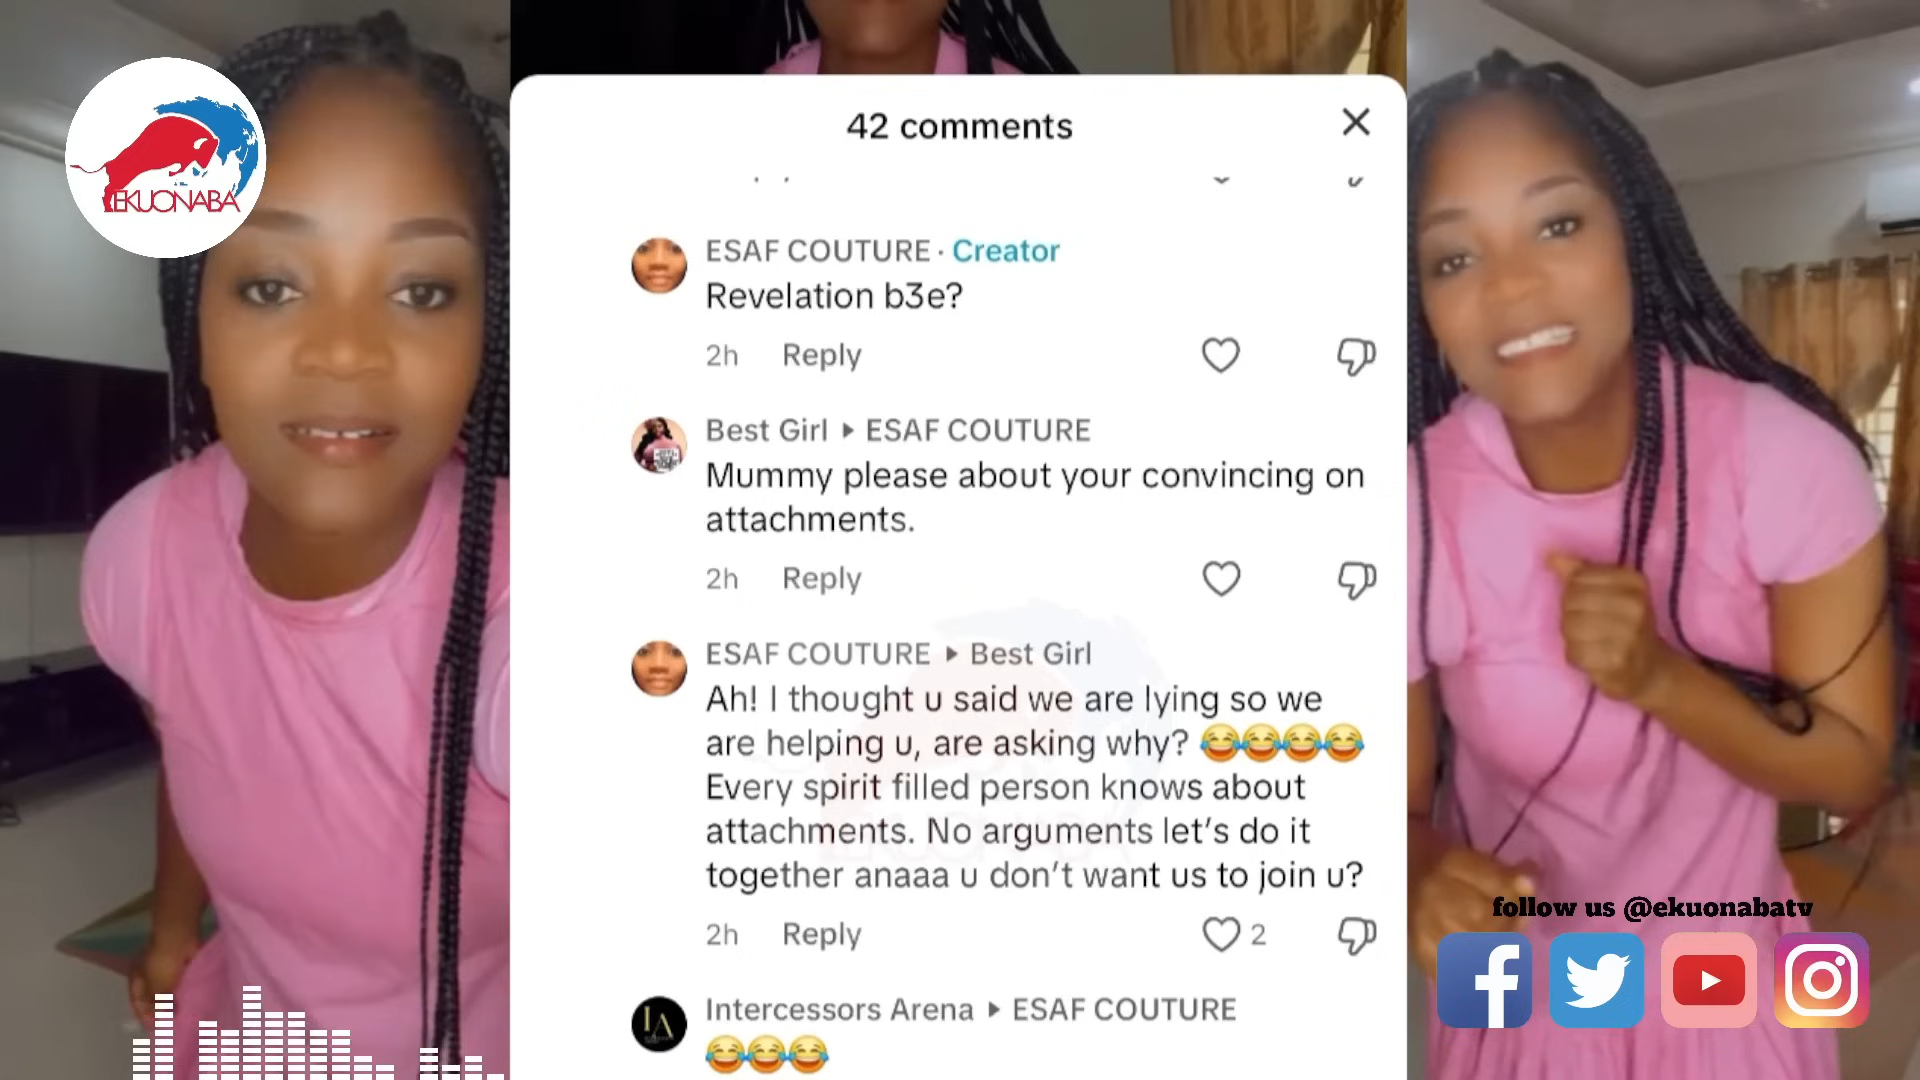 EKUONABA
42 comments
ESAF COUTURE · Creator
Revelation b3e?
2h Reply
Best Girl ▸ ESAF COUTURE
Mummy please about your convincing on
attachments.
2h Reply
ESAF COUTURE ▸ Best Girl
Ah! I thought u said we are lying so we
are helping u, are asking why? 😂😂😂😂
Every spirit filled person knows about
attachments. No arguments let's do it
together anaaa u don't want us to join u?
2h Reply 2
Intercessors Arena ▸ ESAF COUTURE
😂😂😂
IA
follow us @ekuonabatv